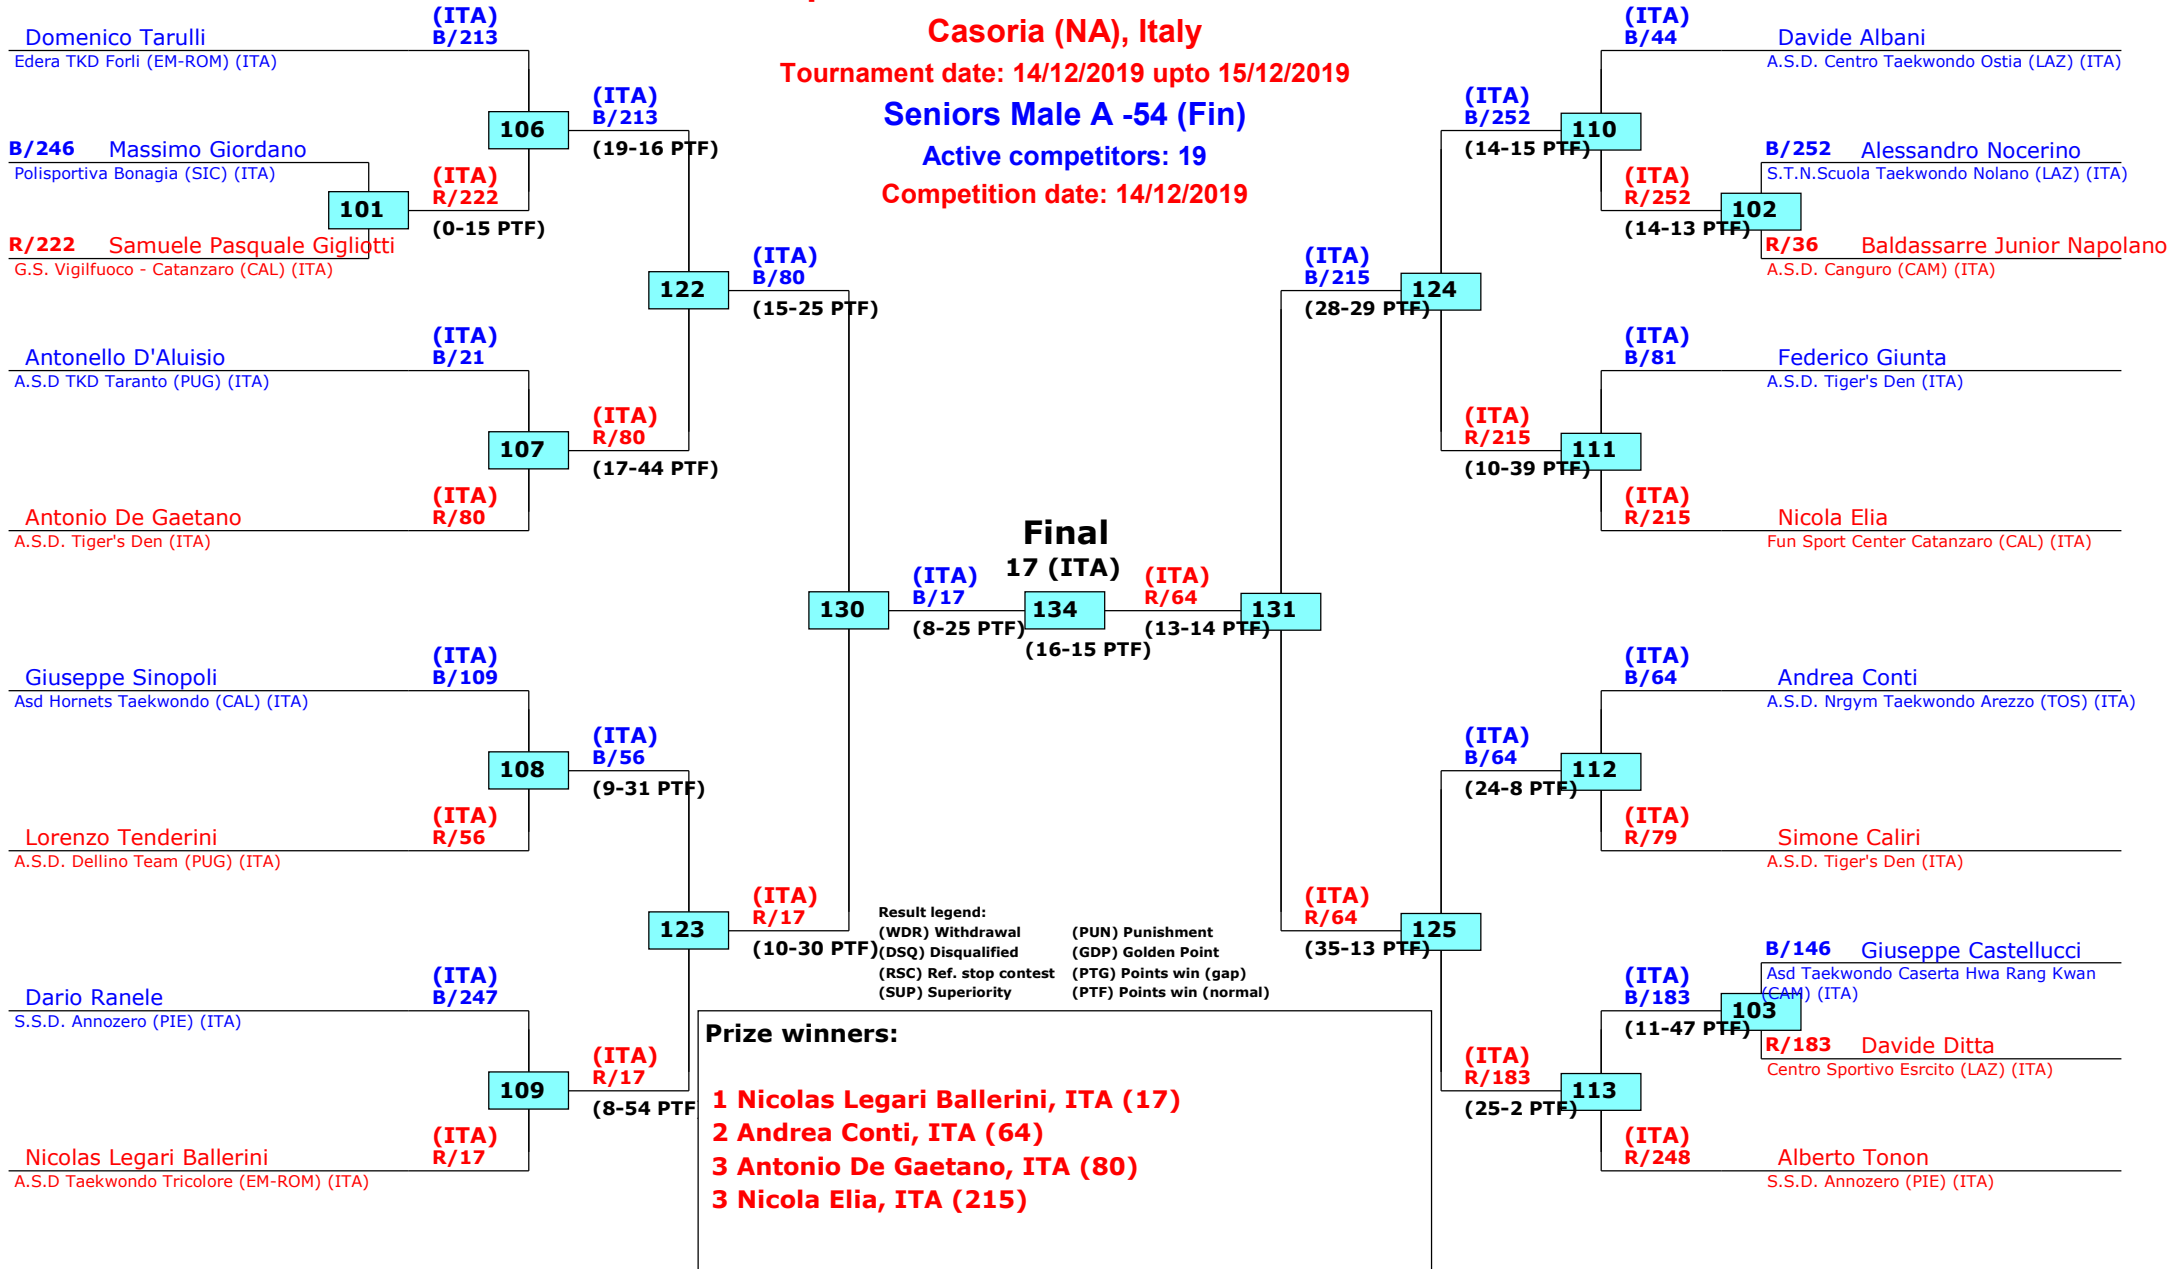 Casoria (NA), Italy
Tournament date: 14/12/2019 upto 15/12/2019
Seniors Male A -54 (Fin)
Active competitors: 19
Competition date: 14/12/2019
Domenico Tarulli
Edera TKD Forli (EM-ROM) (ITA)
(ITA)
B/213
B/246 Massimo Giordano
Polisportiva Bonagia (SIC) (ITA)
R/222 Samuele Pasquale Gigliotti
G.S. Vigilfuoco - Catanzaro (CAL) (ITA)
101
(ITA)
R/222
(0-15 PTF)
106
(ITA)
B/213
(19-16 PTF)
Antonello D'Aluisio
A.S.D TKD Taranto (PUG) (ITA)
(ITA)
B/21
Antonio De Gaetano
A.S.D. Tiger's Den (ITA)
(ITA)
R/80
107
(ITA)
R/80
(17-44 PTF)
122
(ITA)
B/80
(15-25 PTF)
Giuseppe Sinopoli
Asd Hornets Taekwondo (CAL) (ITA)
(ITA)
B/109
Lorenzo Tenderini
A.S.D. Dellino Team (PUG) (ITA)
(ITA)
R/56
108
(ITA)
B/56
(9-31 PTF)
Dario Ranele
S.S.D. Annozero (PIE) (ITA)
(ITA)
B/247
Nicolas Legari Ballerini
A.S.D Taekwondo Tricolore (EM-ROM) (ITA)
(ITA)
R/17
109
(ITA)
R/17
(8-54 PTF
123
(ITA)
R/17
(10-30 PTF)
130
(ITA)
B/17
(8-25 PTF)
Final
17 (ITA)
134
(16-15 PTF)
(ITA)
R/64
(13-14 PTF)
131
(ITA)
B/215
(28-29 PTF)
124
(ITA)
B/252
(14-15 PTF)
110
(ITA)
B/44
Davide Albani
A.S.D. Centro Taekwondo Ostia (LAZ) (ITA)
(ITA)
R/252
(14-13 PTF)
102
B/252 Alessandro Nocerino
S.T.N.Scuola Taekwondo Nolano (LAZ) (ITA)
R/36 Baldassarre Junior Napolano
A.S.D. Canguro (CAM) (ITA)
(ITA)
R/215
(10-39 PTF)
111
(ITA)
B/81
Federico Giunta
A.S.D. Tiger's Den (ITA)
(ITA)
R/215
Nicola Elia
Fun Sport Center Catanzaro (CAL) (ITA)
(ITA)
R/64
(35-13 PTF)
125
(ITA)
B/64
(24-8 PTF)
112
(ITA)
B/64
Andrea Conti
A.S.D. Nrgym Taekwondo Arezzo (TOS) (ITA)
(ITA)
R/79
Simone Caliri
A.S.D. Tiger's Den (ITA)
(ITA)
R/183
(25-2 PTF)
113
(ITA)
B/183
(11-47 PTF)
103
B/146 Giuseppe Castellucci
Asd Taekwondo Caserta Hwa Rang Kwan
(CAM) (ITA)
R/183 Davide Ditta
Centro Sportivo Esrcito (LAZ) (ITA)
(ITA)
R/248
Alberto Tonon
S.S.D. Annozero (PIE) (ITA)
Result legend:
(WDR) Withdrawal (PUN) Punishment
(DSQ) Disqualified (GDP) Golden Point
(RSC) Ref. stop contest (PTG) Points win (gap)
(SUP) Superiority (PTF) Points win (normal)
Prize winners:
1 Nicolas Legari Ballerini, ITA (17)
2 Andrea Conti, ITA (64)
3 Antonio De Gaetano, ITA (80)
3 Nicola Elia, ITA (215)